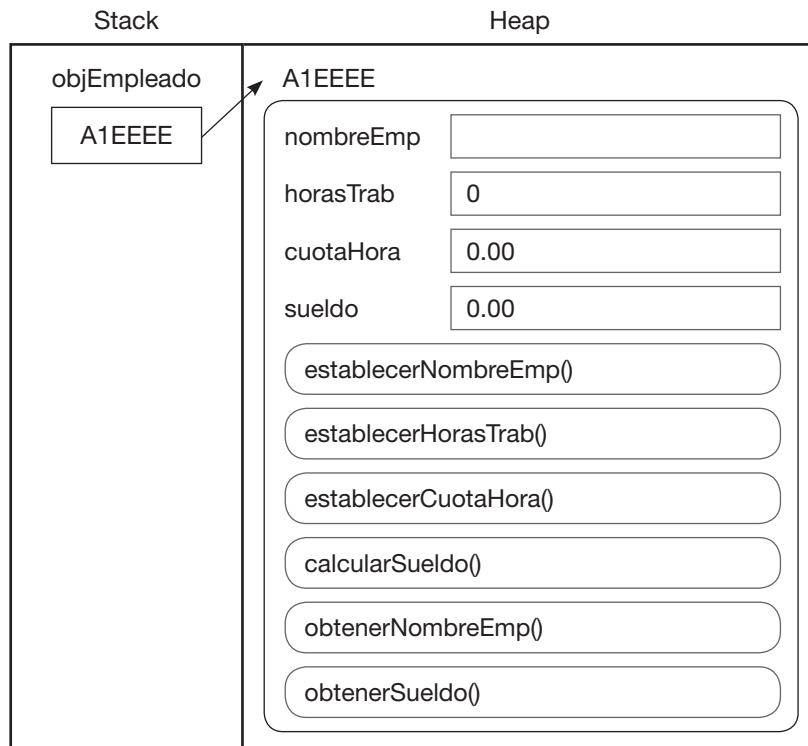 Stack Heap
objEmpleado A1EEEE
A1EEEE
nombreEmp
horasTrab 0
cuotaHora 0.00
sueldo 0.00
establecerNombreEmp()
establecerHorasTrab()
establecerCuotaHora()
calcularSueldo()
obtenerNombreEmp()
obtenerSueldo()